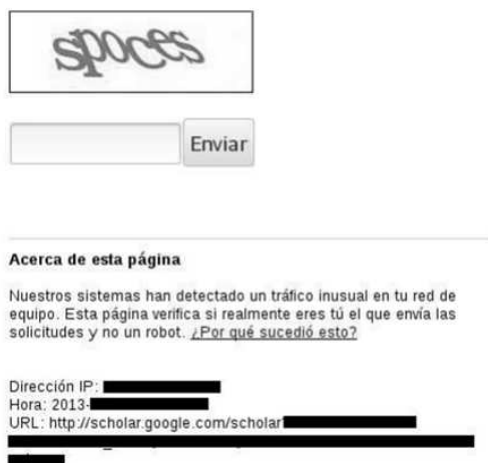 spoces
Enviar
Acerca de esta página
Nuestros sistemas han detectado un tráfico inusual en tu red de
equipo. Esta página verifica si realmente eres tú el que envía las
solicitudes y no un robot. ¿Por qué sucedió esto?
Dirección IP:
Hora: 2013-
URL: http://scholar.google.com/scholar